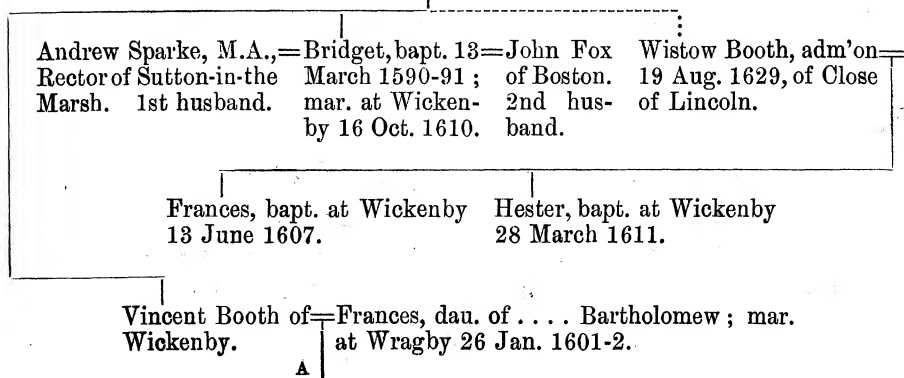 Andrew Sparke, M.A.,=Bridget, bapt. 13=John Fox Wistow Booth, adm'on=
Rector of Sutton-in-the March 1590-91 ; of Boston. 19 Aug. 1629, of Close
Marsh. 1st husband. mar. at Wicken- 2nd hus- of Lincoln.
by 16 Oct. 1610. band.
Frances, bapt. at Wickenby Hester, bapt. at Wickenby
13 June 1607. 28 March 1611.
Vincent Booth of=Frances, dau. of .... Bartholomew ; mar.
Wickenby. at Wragby 26 Jan. 1601-2.
A